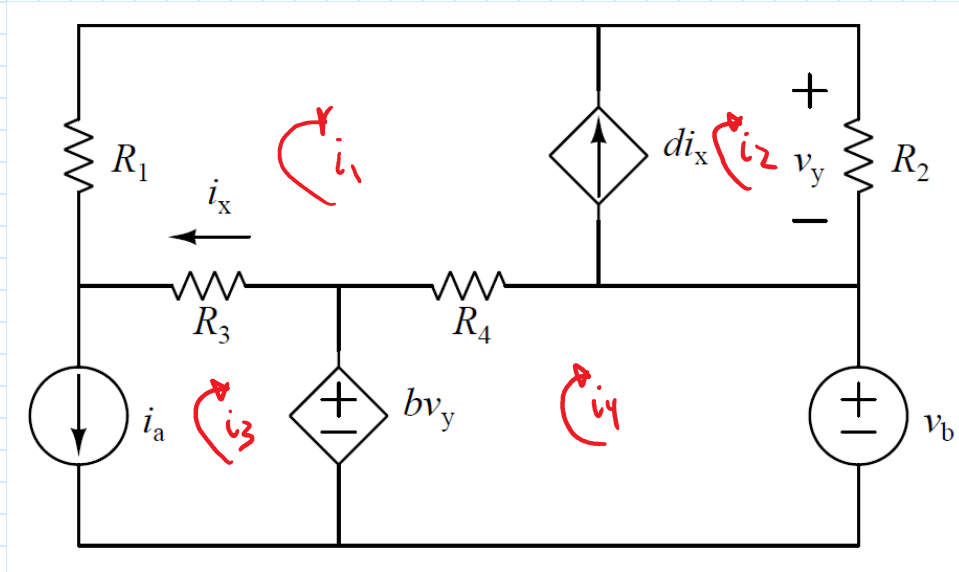 R1
ix
i1
dix
i2
+
vy
−
R2
R3
R4
ia
i3
+
−
bvy
i4
+
−
vb